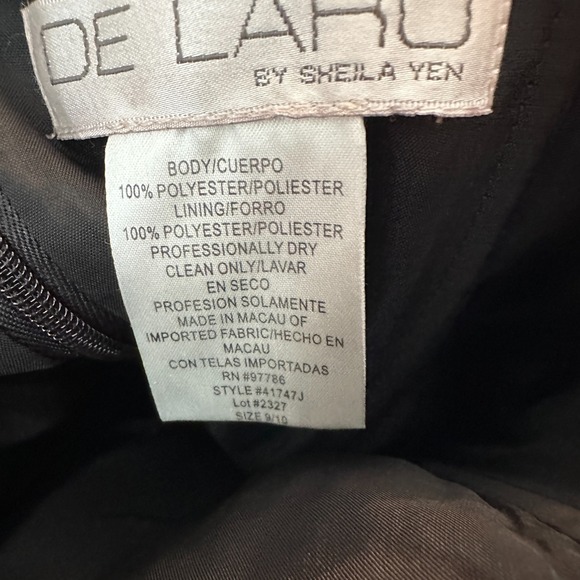 DE LARU
BY SHEILA YEN
BODY/CUERPO
100% POLYESTER/POLIESTER
LINING/FORRO
100% POLYESTER/POLIESTER
PROFESSIONALLY DRY
CLEAN ONLY/LAVAR
EN SECO
PROFESION SOLAMENTE
MADE IN MACAU OF
IMPORTED FABRIC/HECHO EN
MACAU
CON TELAS IMPORTADAS
RN #97786
STYLE #41747J
Lot #2327
SIZE 9/10